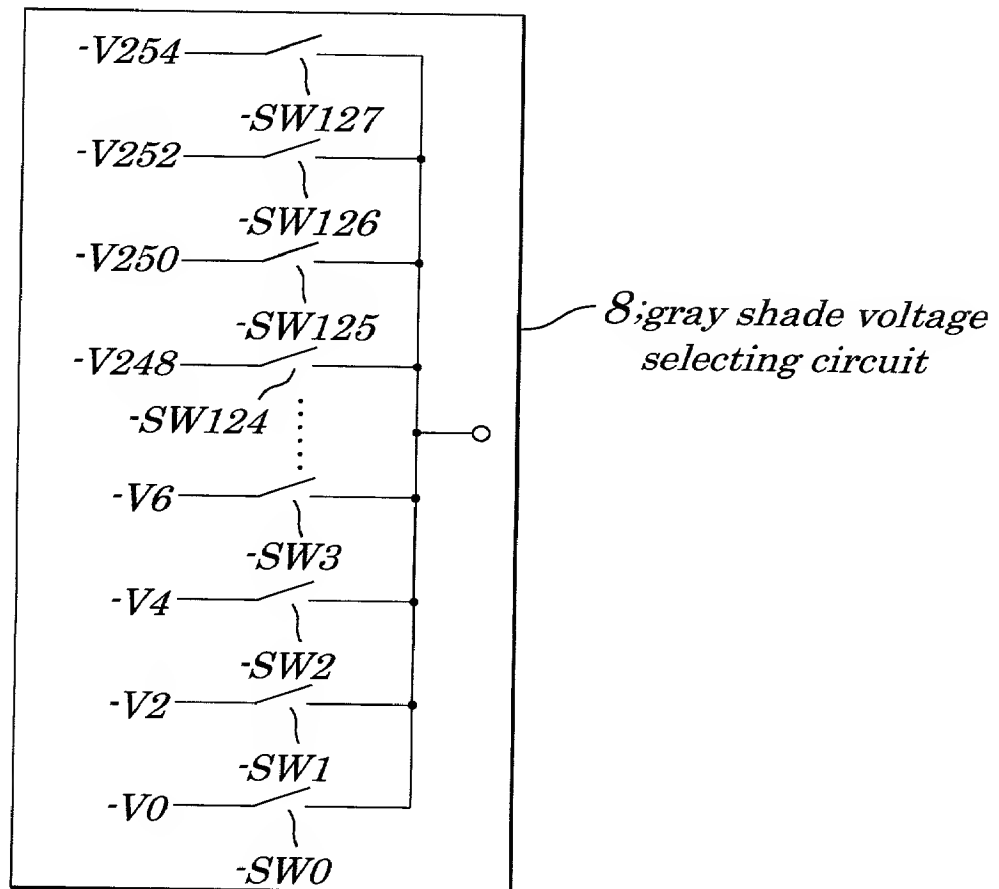 -V254
-SW127
-V252
-SW126
-V250
-SW125
-V248
-SW124
-V6
-SW3
-V4
-SW2
-V2
-SW1
-V0
-SW0
8;gray shade voltage
selecting circuit